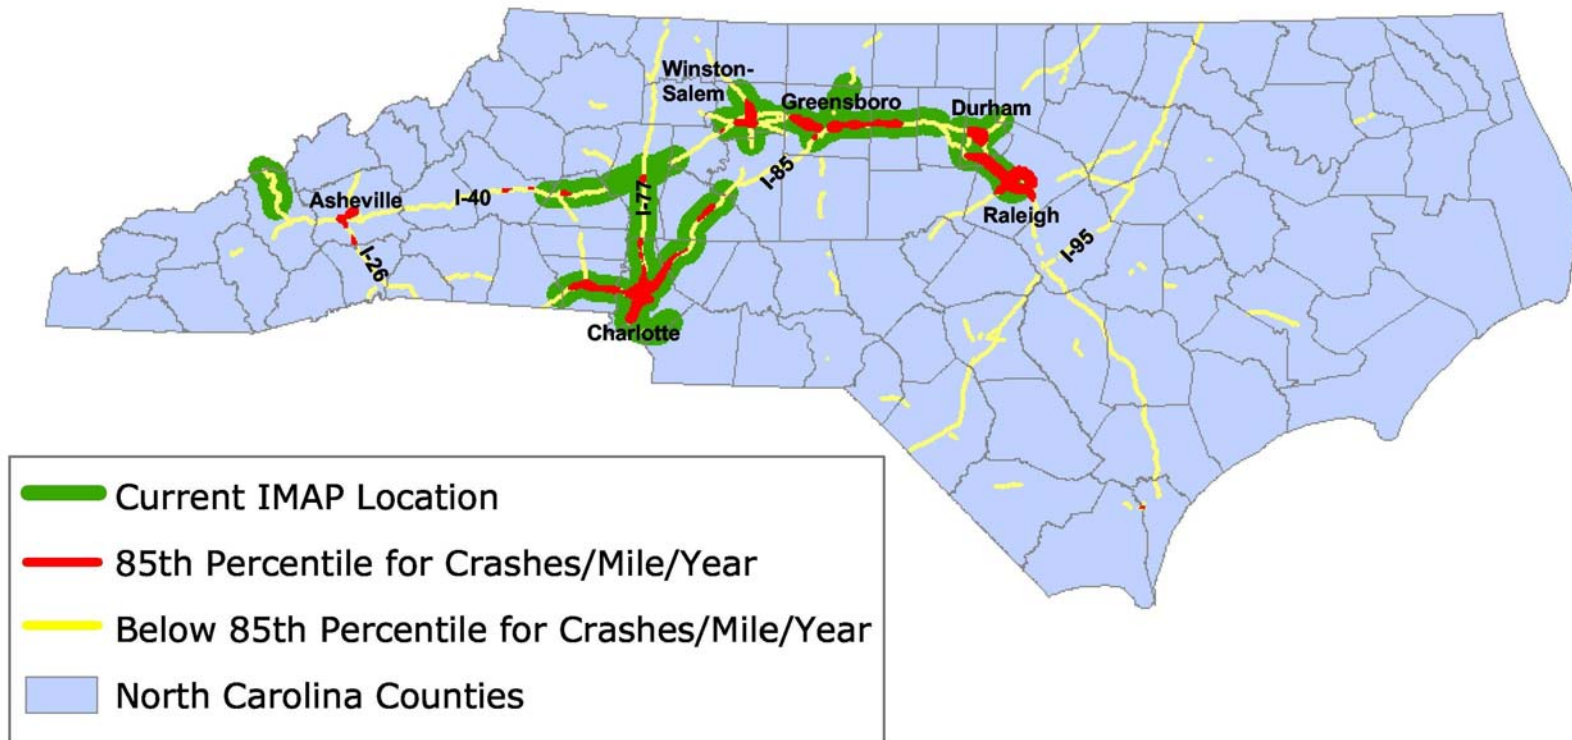 Winston-
Salem
Greensboro
Durham
I-85
I-77
Asheville
I-40
Raleigh
I-26
I-95
Charlotte
Current IMAP Location
85th Percentile for Crashes/Mile/Year
Below 85th Percentile for Crashes/Mile/Year
North Carolina Counties